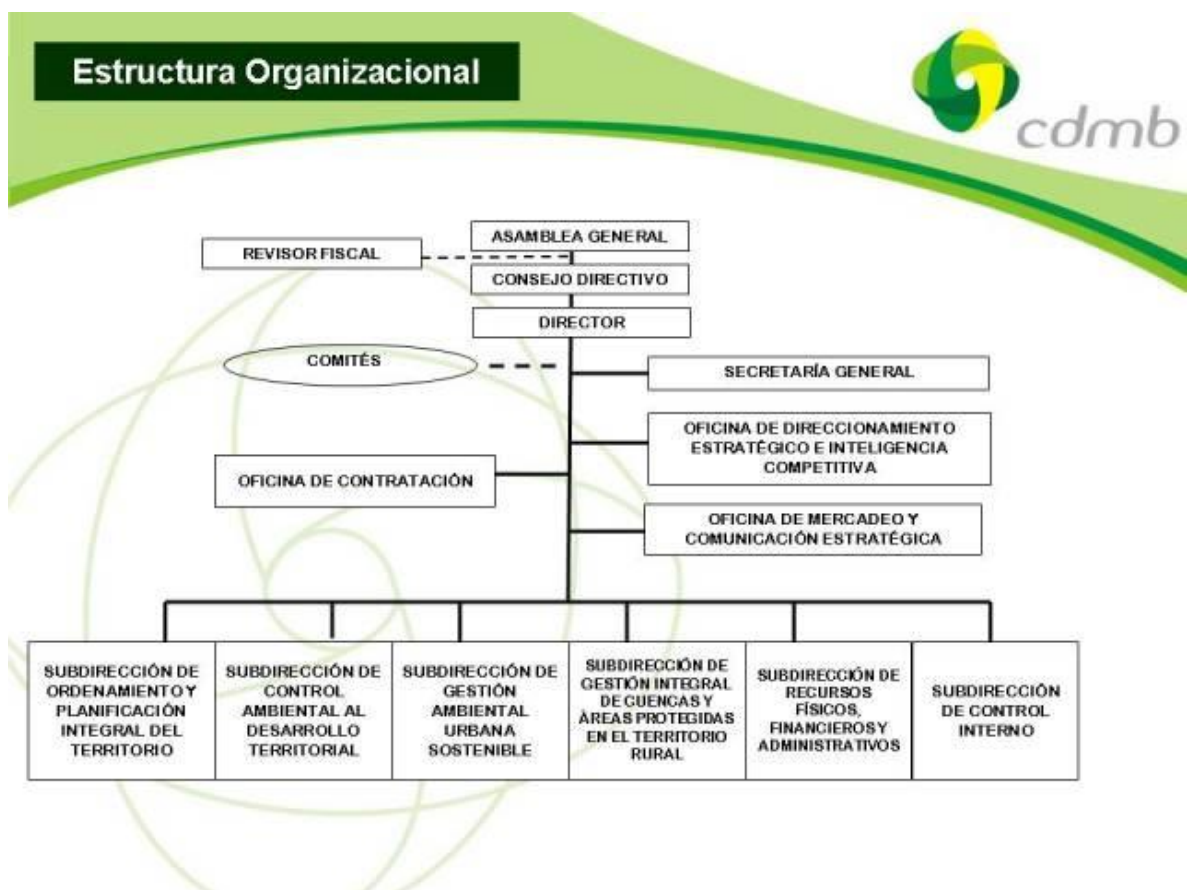 Estructura Organizacional
cdmb
ASAMBLEA GENERAL
REVISOR FISCAL
CONSEJO DIRECTIVO
DIRECTOR
COMITÉS
SECRETARÍA GENERAL
OFICINA DE DIRECCIONAMIENTO
ESTRATÉGICO E INTELIGENCIA
COMPETITIVA
OFICINA DE CONTRATACIÓN
OFICINA DE MERCADEO Y
COMUNICACIÓN ESTRATÉGICA
SUBDIRECCIÓN DE
ORDENAMIENTO Y
PLANIFICACIÓN
INTEGRAL DEL
TERRITORIO
SUBDIRECCIÓN DE
CONTROL
AMBIENTAL AL
DESARROLLO
TERRITORIAL
SUBDIRECCIÓN DE
GESTIÓN
AMBIENTAL
URBANA
SOSTENIBLE
SUBDIRECCIÓN DE
GESTIÓN INTEGRAL
DE CUENCAS Y
ÀREAS PROTEGIDAS
EN EL TERRITORIO
RURAL
SUBDIRECCIÓN DE
RECURSOS
FÍSICOS,
FINANCIEROS Y
ADMINISTRATIVOS
SUBDIRECCIÓN
DE CONTROL
INTERNO